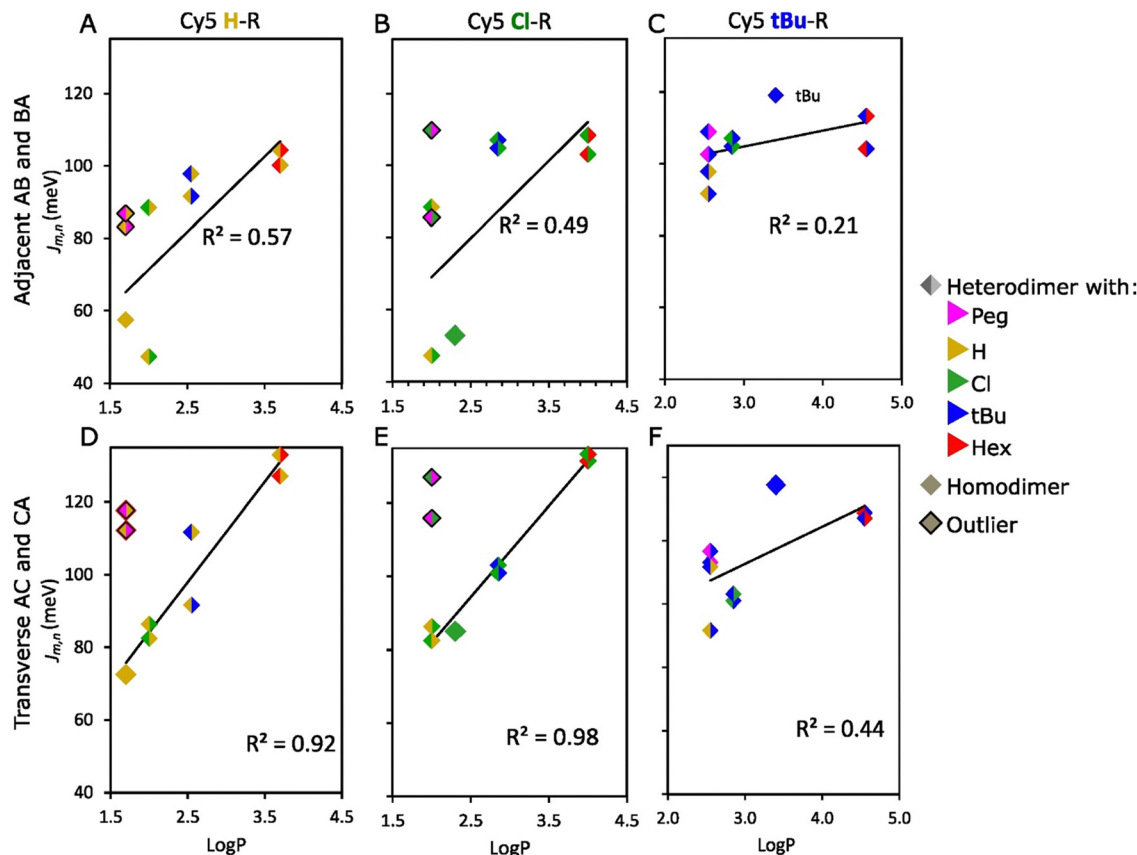 A Cy5 H-R
B Cy5 Cl-R
C Cy5 tBu-R
Adjacent AB and BA
Jm,n (meV)
120
100
80
60
40
R² = 0.57
1.5 2.5 3.5 4.5
R² = 0.49
1.5 2.5 3.5 4.5
tBu
R² = 0.21
2.0 3.0 4.0 5.0
Heterodimer with:
Peg
H
Cl
tBu
Hex
Homodimer
Outlier
D
E
F
Transverse AC and CA
Jm,n (meV)
120
100
80
60
40
R² = 0.92
1.5 2.5 3.5 4.5
LogP
R² = 0.98
1.5 2.5 3.5 4.5
LogP
R² = 0.44
2.0 3.0 4.0 5.0
LogP